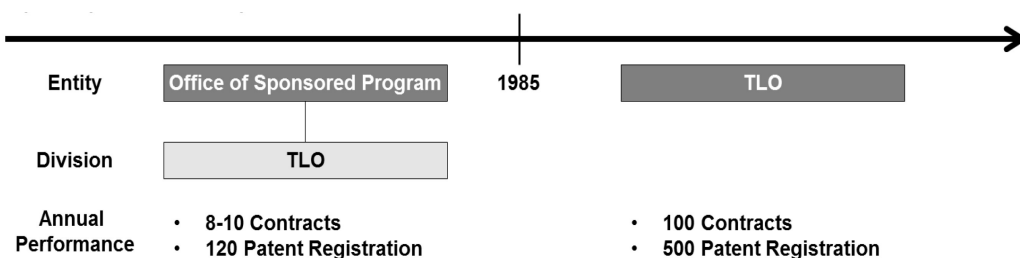 Entity
Office of Sponsored Program
1985
TLO
Division
TLO
Annual
Performance
• 8-10 Contracts
• 120 Patent Registration
• 100 Contracts
• 500 Patent Registration